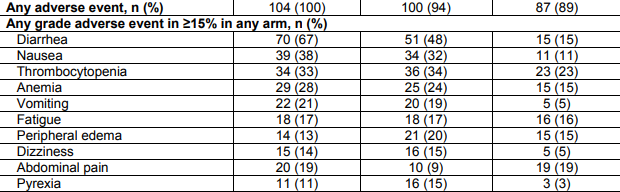 Any adverse event, n (%) 104 (100) 100 (94) 87 (89)
Any grade adverse event in ≥15% in any arm, n (%)
Diarrhea 70 (67) 51 (48) 15 (15)
Nausea 39 (38) 34 (32) 11 (11)
Thrombocytopenia 34 (33) 36 (34) 23 (23)
Anemia 29 (28) 25 (24) 15 (15)
Vomiting 22 (21) 20 (19) 5 (5)
Fatigue 18 (17) 18 (17) 16 (16)
Peripheral edema 14 (13) 21 (20) 15 (15)
Dizziness 15 (14) 16 (15) 5 (5)
Abdominal pain 20 (19) 10 (9) 19 (19)
Pyrexia 11 (11) 16 (15) 3 (3)